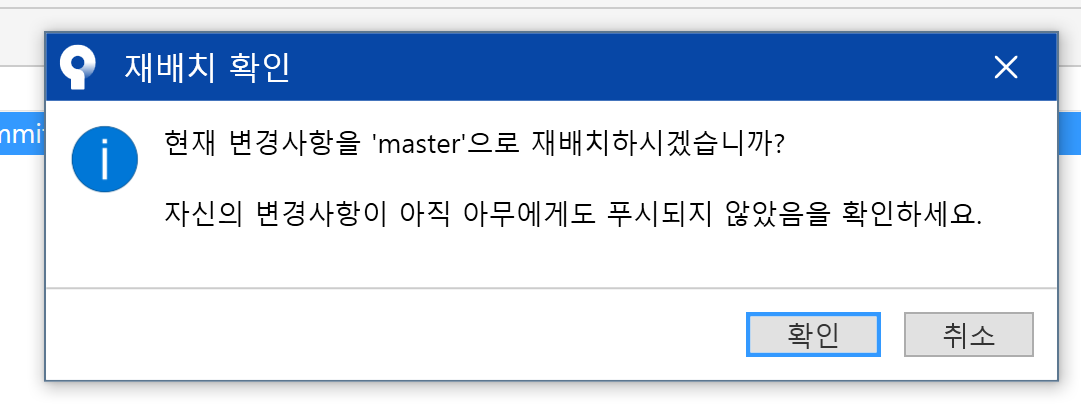 재배치 확인
mmit
현재 변경사항을 'master'으로 재배치하시겠습니까?
자신의 변경사항이 아직 아무에게도 푸시되지 않았음을 확인하세요.
확인
취소